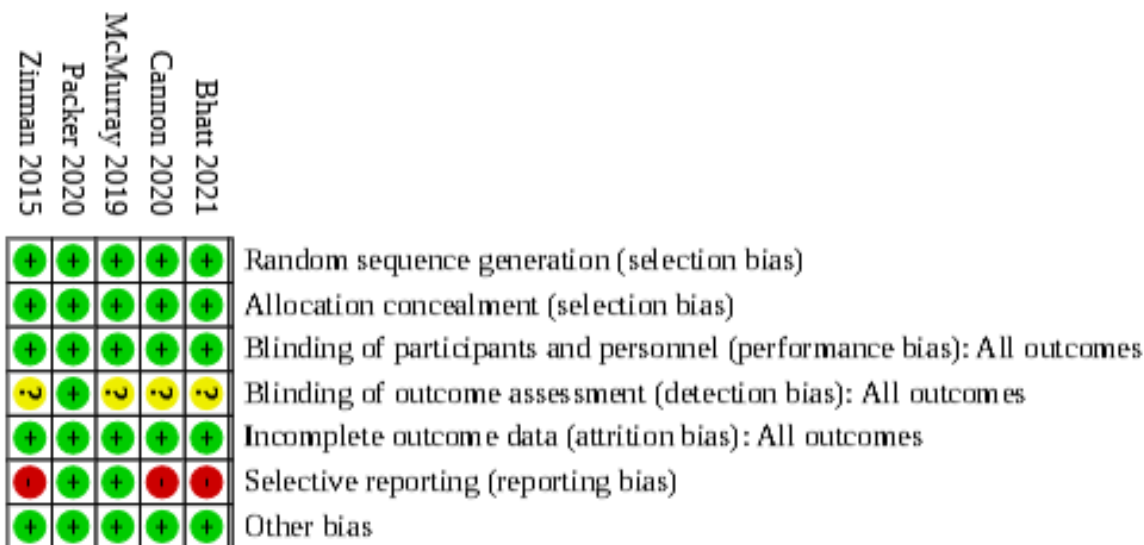 Zinman 2015
Packer 2020
McMurray 2019
Cannon 2020
Bhatt 2021
+ + + + + Random sequence generation (selection bias)
+ + + + + Allocation concealment (selection bias)
+ + + + + Blinding of participants and personnel (performance bias): All outcomes
? + ? ? ? Blinding of outcome assessment (detection bias): All outcomes
+ + + + + Incomplete outcome data (attrition bias): All outcomes
- + + - - Selective reporting (reporting bias)
+ + + + + Other bias